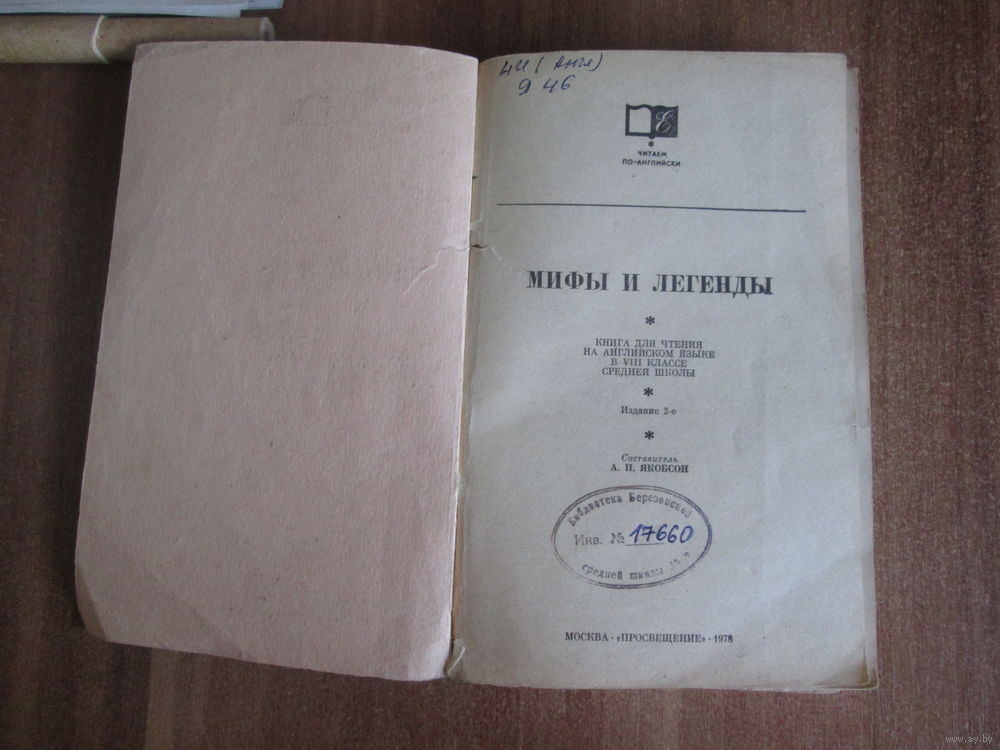 4И (Англ)
Я 46
Е
ЧИТАЕМ
ПО-АНГЛИЙСКИ
МИФЫ И ЛЕГЕНДЫ
*
КНИГА ДЛЯ ЧТЕНИЯ
НА АНГЛИЙСКОМ ЯЗЫКЕ
В VIII КЛАССЕ
СРЕДНЕЙ ШКОЛЫ
*
Издание 2-е
*
Составитель
А. П. ЯКОБСОН
Библиотека Березовской
Инв. № 17660
средней школы
МОСКВА · «ПРОСВЕЩЕНИЕ» · 1978
www.ay.by